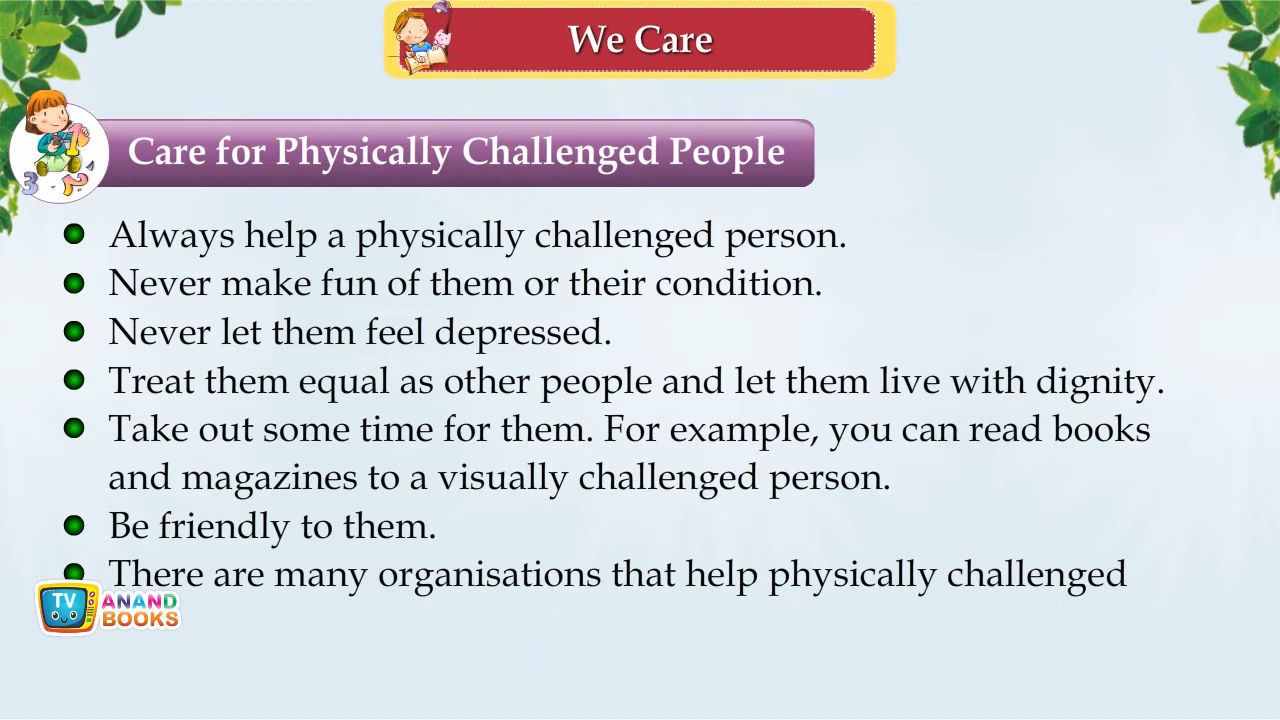 We Care
Care for Physically Challenged People
Always help a physically challenged person.
Never make fun of them or their condition.
Never let them feel depressed.
Treat them equal as other people and let them live with dignity.
Take out some time for them. For example, you can read books
and magazines to a visually challenged person.
Be friendly to them.
There are many organisations that help physically challenged
TV
ANAND
BOOKS
1
3 2